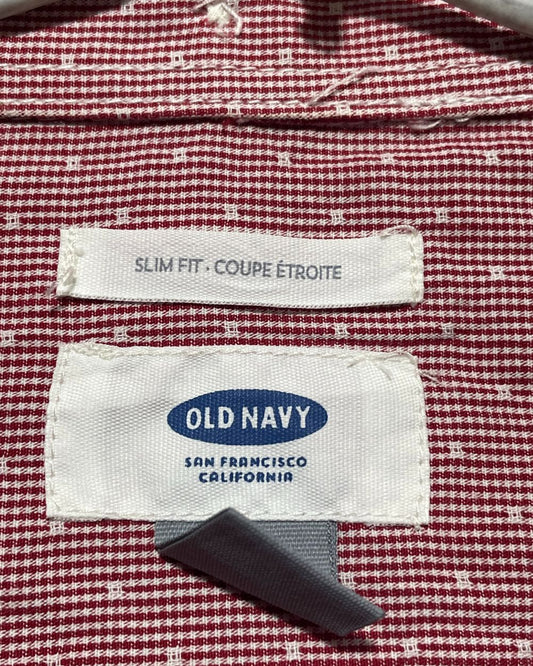 SLIM FIT · COUPE ÉTROITE
OLD NAVY
SAN FRANCISCO
CALIFORNIA